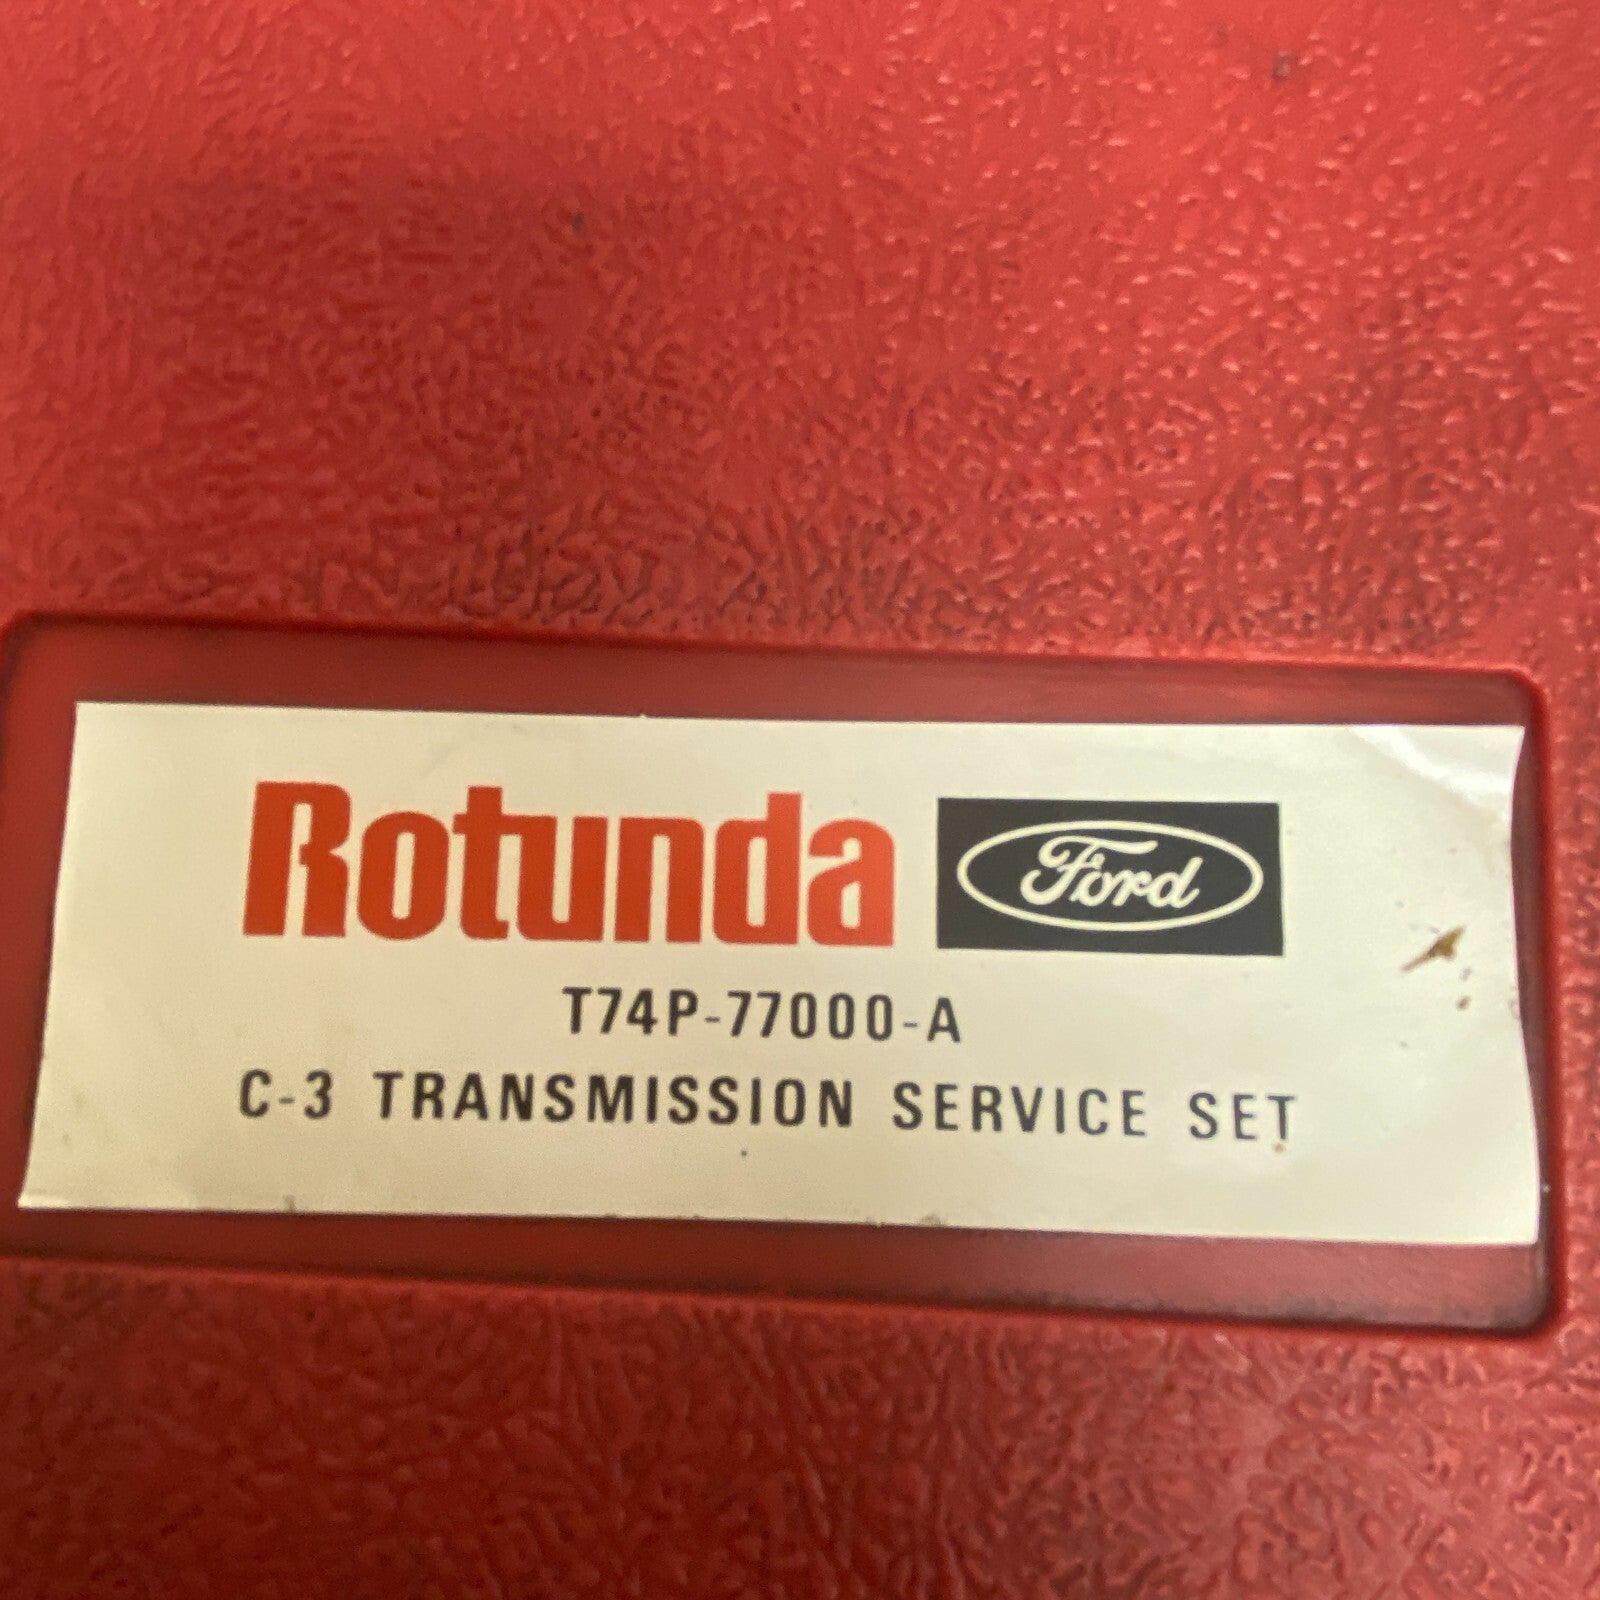 Rotunda Ford
T74P-77000-A
C-3 TRANSMISSION SERVICE SET